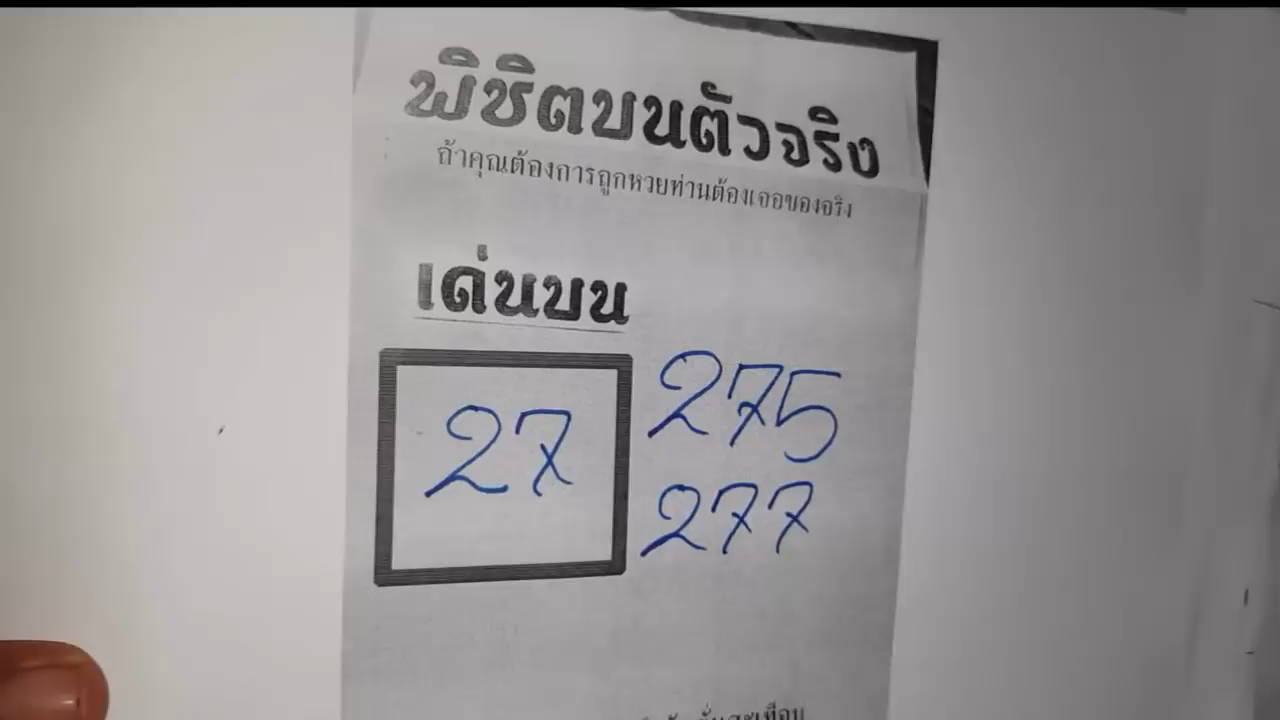 พิชิตบนตัวจริง
ถ้าคุณต้องการถูกหวยท่านต้องเจอของจริง
เด่นบน
27
275
277